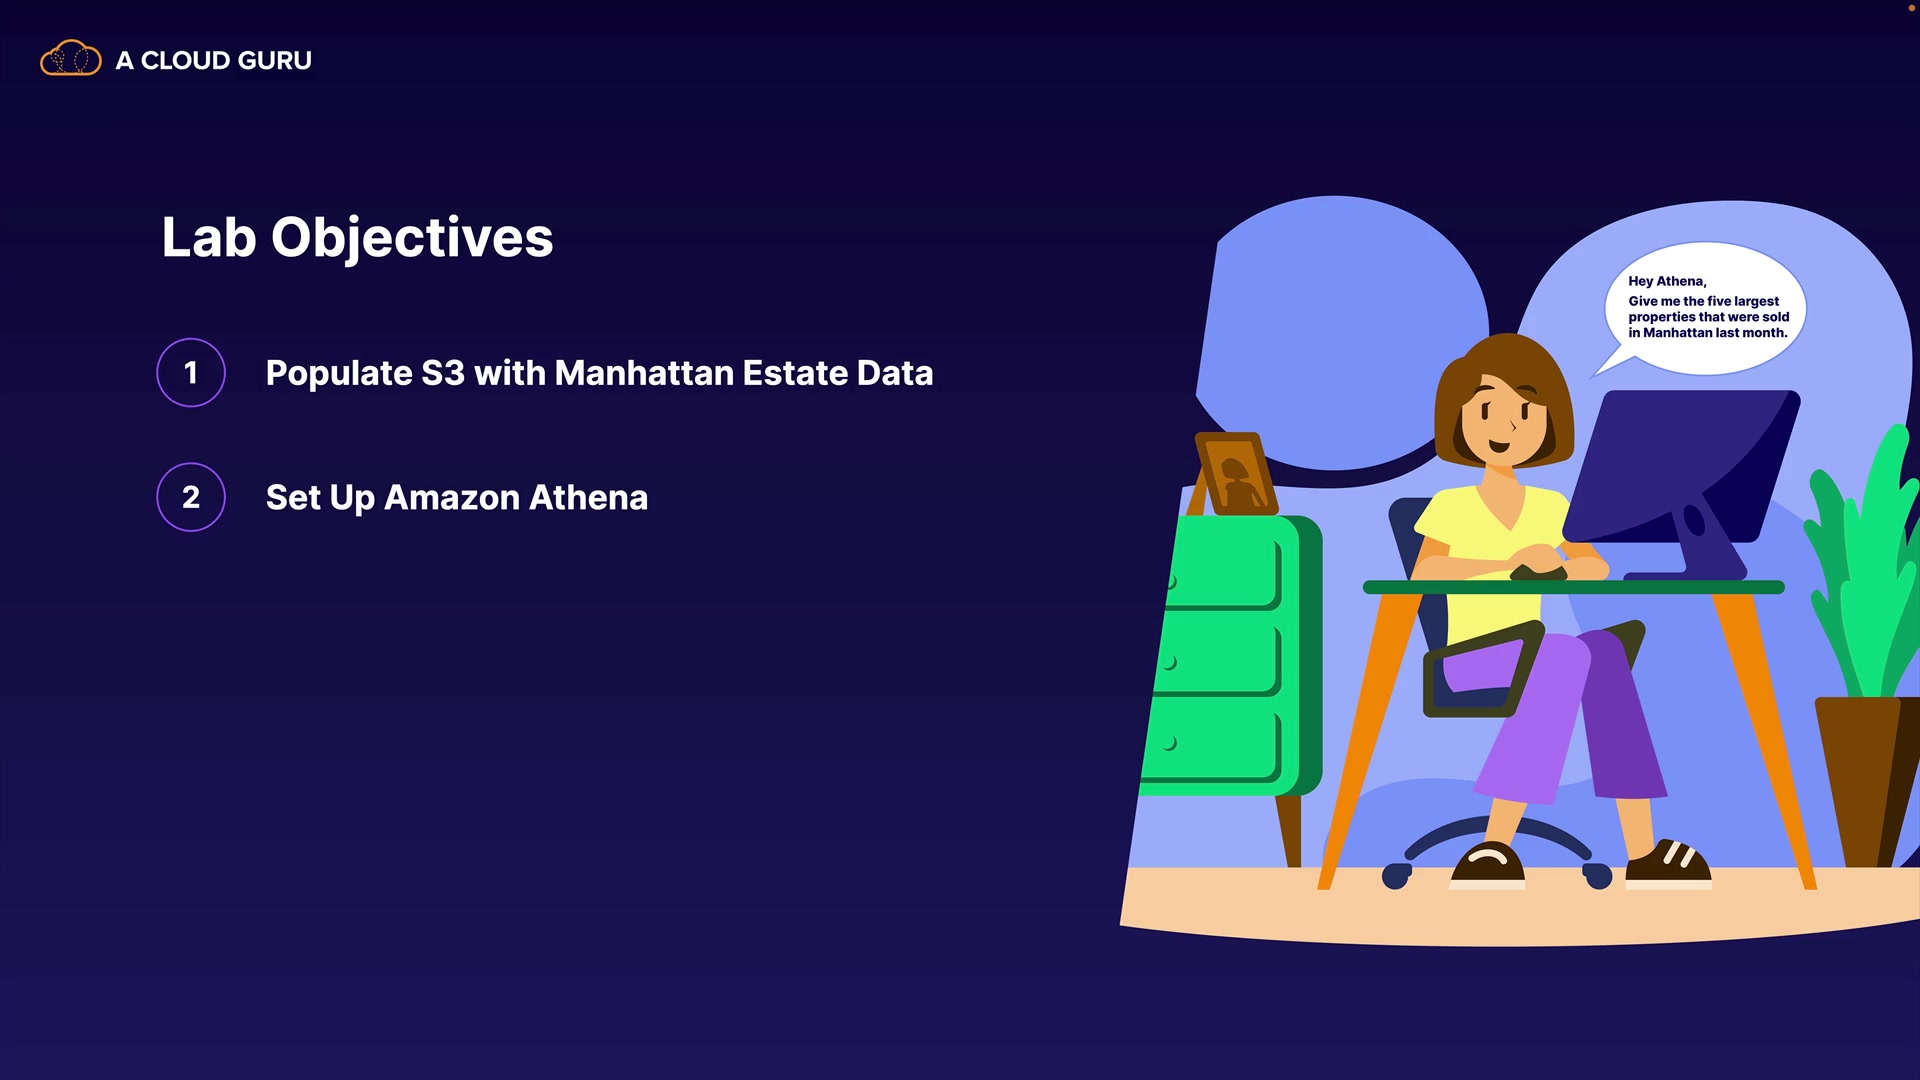 A CLOUD GURU
Lab Objectives
1 Populate S3 with Manhattan Estate Data
2 Set Up Amazon Athena
Hey Athena,
Give me the five largest
properties that were sold
in Manhattan last month.